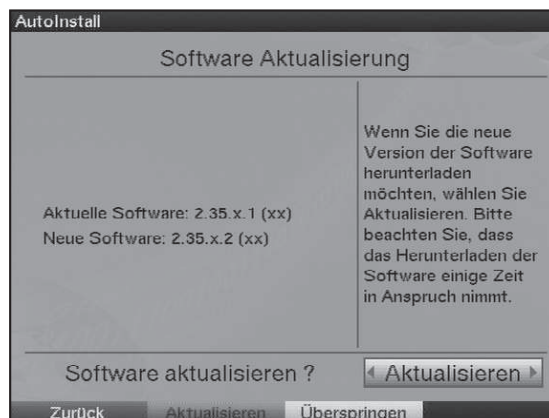 AutoInstall
Software Aktualisierung
Aktuelle Software: 2.35.x.1 (xx)
Neue Software: 2.35.x.2 (xx)
Wenn Sie die neue
Version der Software
herunterladen
möchten, wählen Sie
Aktualisieren. Bitte
beachten Sie, dass
das Herunterladen der
Software einige Zeit
in Anspruch nimmt.
Software aktualisieren ?
Aktualisieren
Zurück Aktualisieren Überspringen